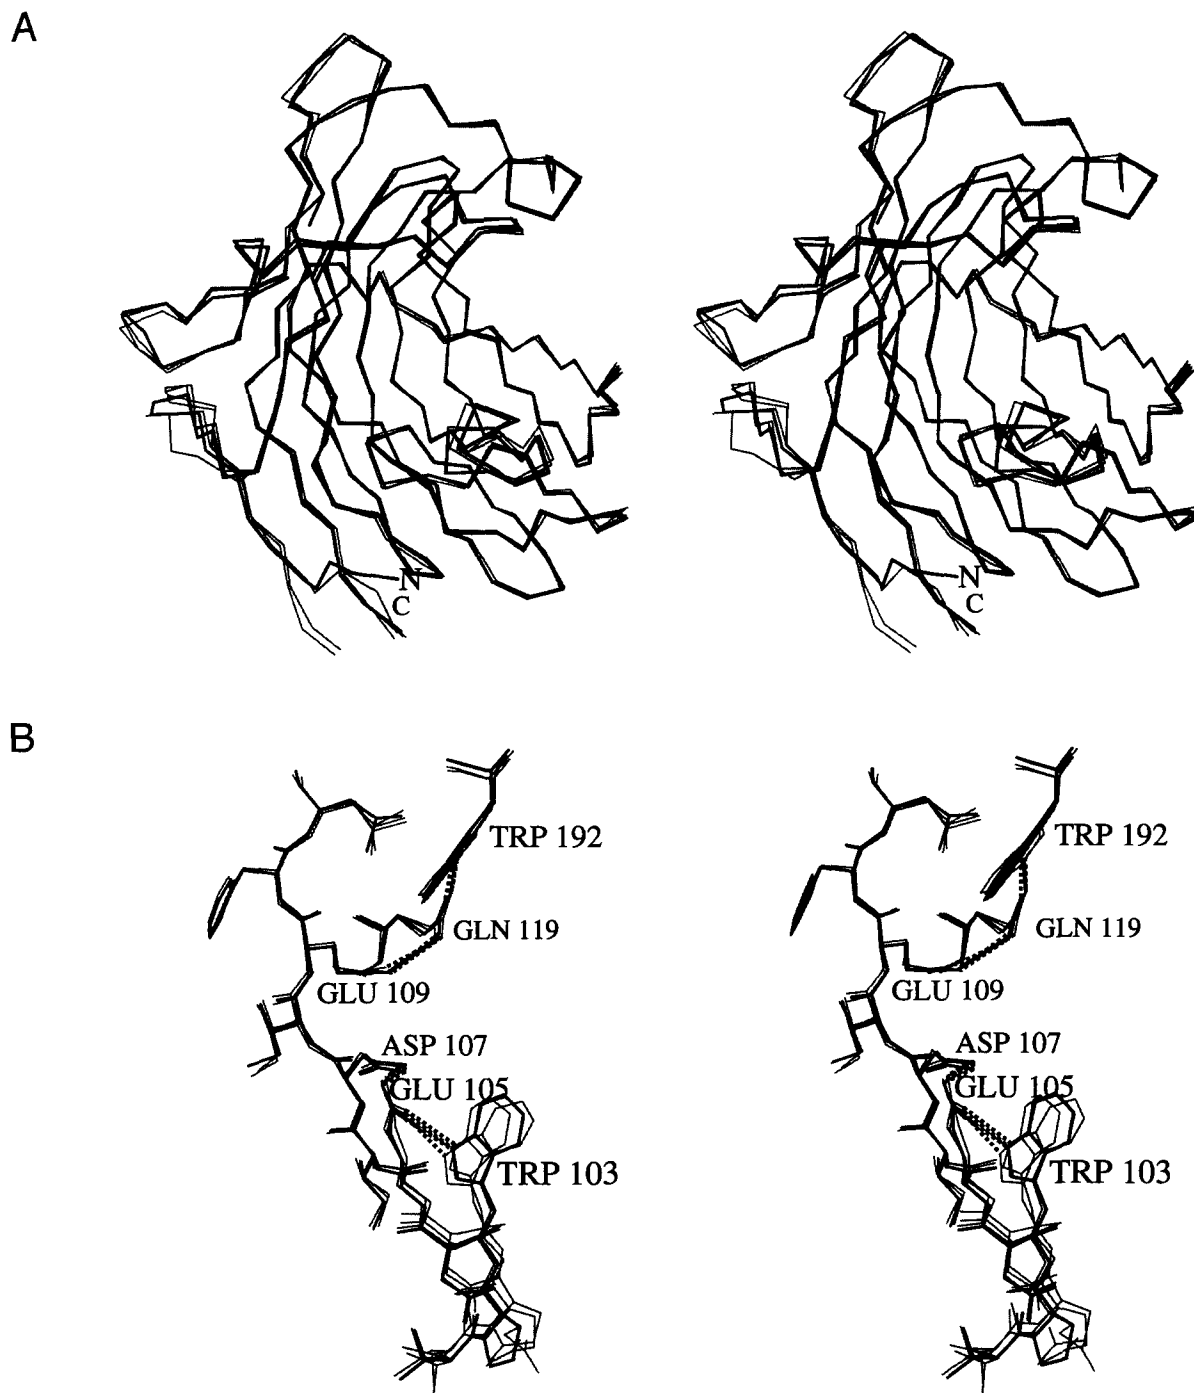 A
N
C
N
C
B
TRP 192
GLN 119
GLU 109
ASP 107
GLU 105
TRP 103
TRP 192
GLN 119
GLU 109
ASP 107
GLU 105
TRP 103